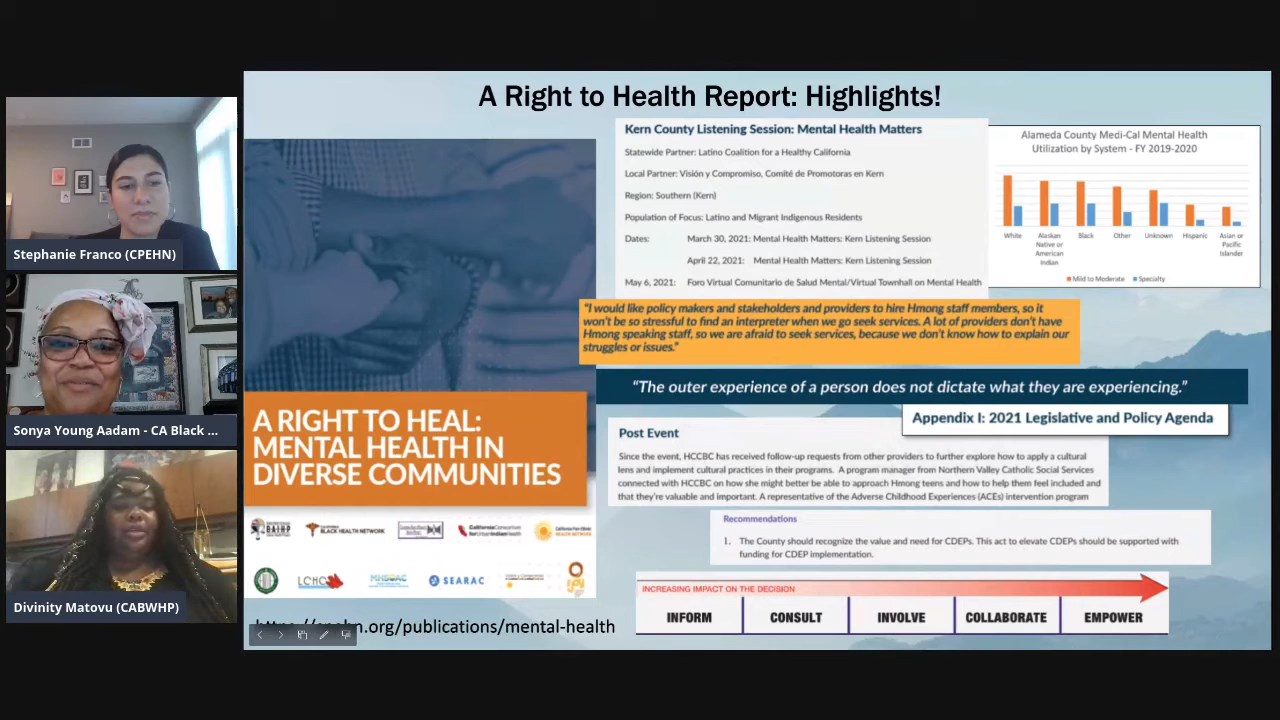 A Right to Health Report: Highlights!
Stephanie Franco (CPEHN)
Sonya Young Aadam - CA Black ...
Divinity Matovu (CABWHP)
A RIGHT TO HEAL:
MENTAL HEALTH IN
DIVERSE COMMUNITIES
BLACK HEALTH NETWORK
California Consortium
for Urban Indian Health
HEALTH NETWORK
LCHC
MHSOAC
SEARAC
.org/publications/mental-health
Kern County Listening Session: Mental Health Matters
Statewide Partner: Latino Coalition for a Healthy California
Local Partner: Visión y Compromiso, Comité de Promotoras en Kern
Region: Southern (Kern)
Population of Focus: Latino and Migrant Indigenous Residents
Dates: March 30, 2021: Mental Health Matters: Kern Listening Session
April 22, 2021: Mental Health Matters: Kern Listening Session
May 6, 2021: Foro Virtual Comunitario de Salud Mental/Virtual Townhall on Mental Health
Alameda County Medi-Cal Mental Health
Utilization by System - FY 2019-2020
White
Alaskan
Native or
American
Indian
Black
Other
Unknown
Hispanic
Asian or
Pacific
Islander
Mild to Moderate
Specialty
"I would like policy makers and stakeholders and providers to hire Hmong staff members, so it
won't be so stressful to find an interpreter when we go seek services. A lot of providers don't have
Hmong speaking staff, so we are afraid to seek services, because we don't know how to explain our
struggles or issues."
"The outer experience of a person does not dictate what they are experiencing."
Appendix I: 2021 Legislative and Policy Agenda
Post Event
Since the event, HCCBC has received follow-up requests from other providers to further explore how to apply a cultural
lens and implement cultural practices in their programs. A program manager from Northern Valley Catholic Social Services
connected with HCCBC on how she might better be able to approach Hmong teens and how to help them feel included and
that they're valuable and important. A representative of the Adverse Childhood Experiences (ACEs) intervention program
Recommendations
1. The County should recognize the value and need for CDEPs. This act to elevate CDEPs should be supported with
funding for CDEP implementation.
INCREASING IMPACT ON THE DECISION
INFORM
CONSULT
INVOLVE
COLLABORATE
EMPOWER